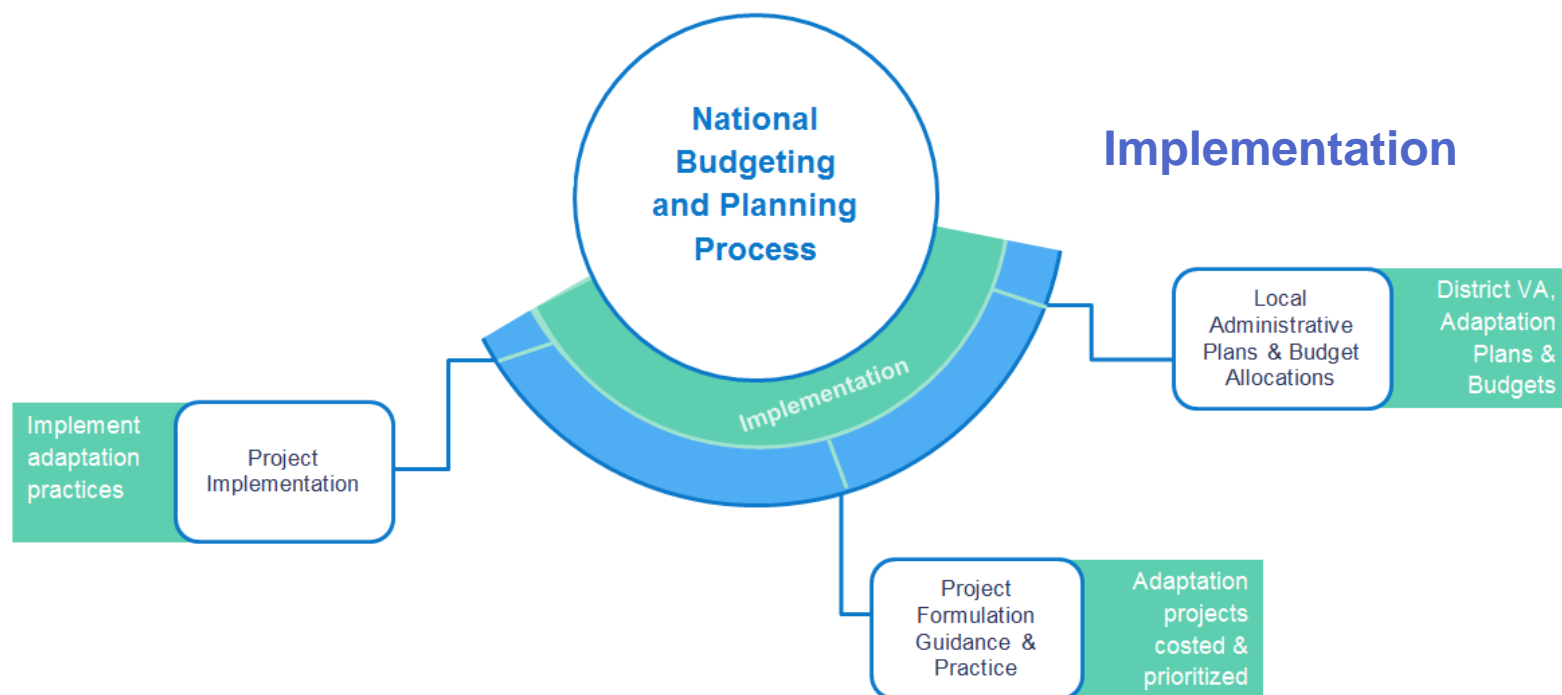 National
Budgeting
and Planning
Process
Implementation
Implementation
Local
Administrative
Plans & Budget
Allocations
District VA,
Adaptation
Plans &
Budgets
Implement
adaptation
practices
Project
Implementation
Project
Formulation
Guidance &
Practice
Adaptation
projects
costed &
prioritized